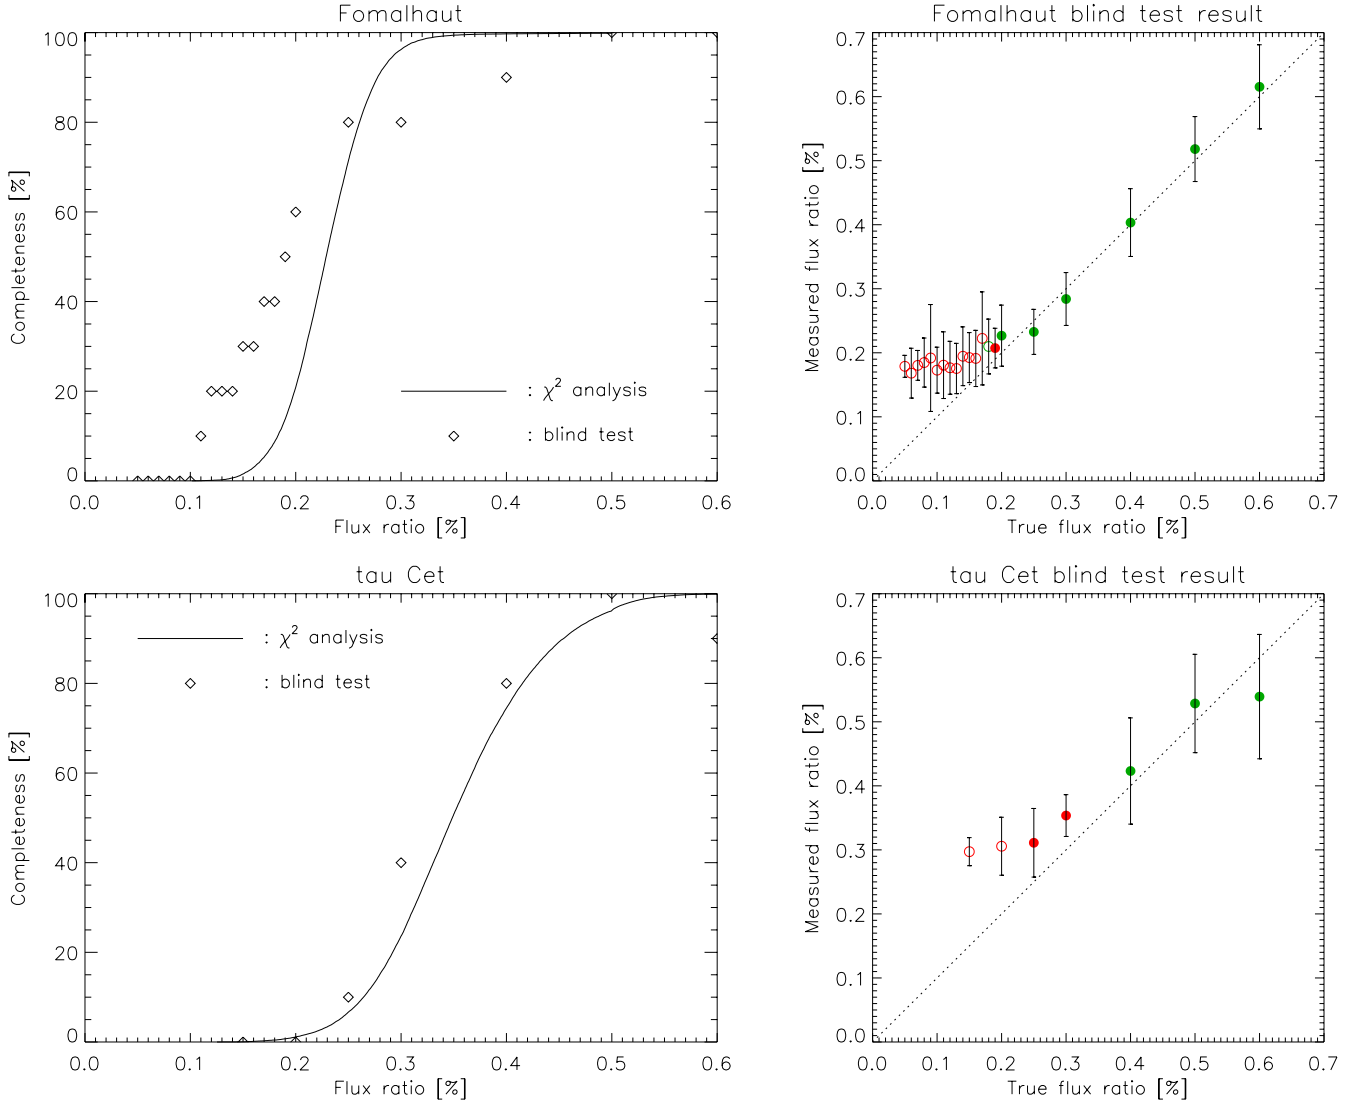 Fomalhaut
100
80
60
40
20
0
Completeness [%]
: χ² analysis
: blind test
0.0 0.1 0.2 0.3 0.4 0.5 0.6
Flux ratio [%]
Fomalhaut blind test result
0.7
0.6
0.5
0.4
0.3
0.2
0.1
0.0
Measured flux ratio [%]
0.0 0.1 0.2 0.3 0.4 0.5 0.6 0.7
True flux ratio [%]
tau Cet
100
80
60
40
20
0
Completeness [%]
: χ² analysis
: blind test
0.0 0.1 0.2 0.3 0.4 0.5 0.6
Flux ratio [%]
tau Cet blind test result
0.7
0.6
0.5
0.4
0.3
0.2
0.1
0.0
Measured flux ratio [%]
0.0 0.1 0.2 0.3 0.4 0.5 0.6 0.7
True flux ratio [%]